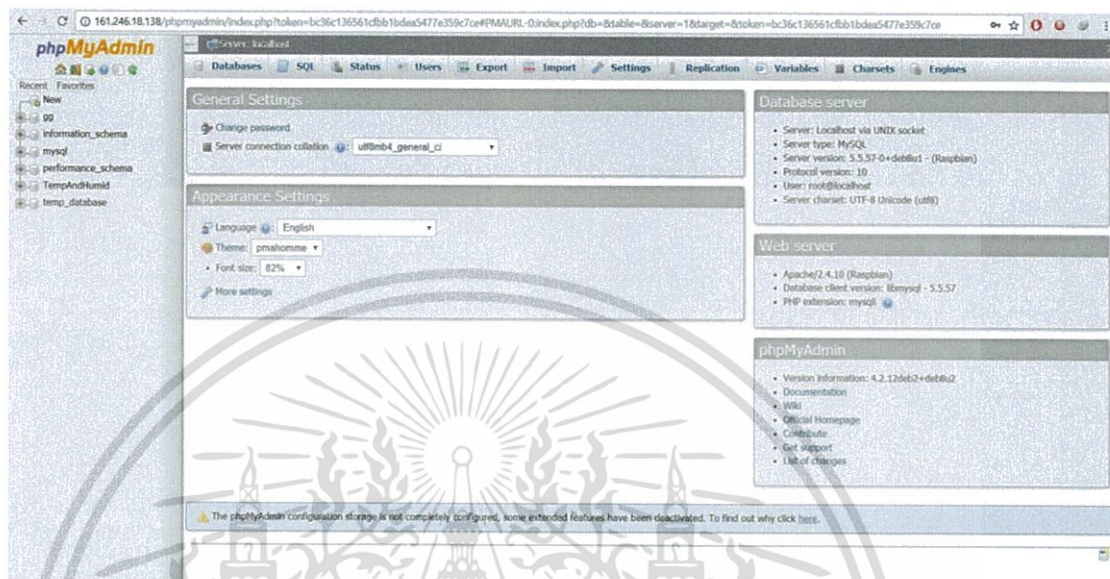 161.246.18.138/phpmyadmin/index.php?token=bc36c136561cfbb1bdea5477e359c7ce#PMAURL-0:index.php?db=&table=&server=1&target=&token=bc36c136561cfbb1bdea5477e359c7ce
phpMyAdmin
Recent Favorites
New
gg
information_schema
mysql
performance_schema
TempAndHumid
temp_database
Server: localhost
Databases SQL Status Users Export Import Settings Replication Variables Charsets Engines
General Settings
Change password
Server connection collation : utf8mb4_general_ci
Appearance Settings
Language : English
Theme: pmahomme
Font size: 82%
More settings
Database server
Server: Localhost via UNIX socket
Server type: MySQL
Server version: 5.5.57-0+deb8u1 - (Raspbian)
Protocol version: 10
User: root@localhost
Server charset: UTF-8 Unicode (utf8)
Web server
Apache/2.4.10 (Raspbian)
Database client version: libmysql - 5.5.57
PHP extension: mysqli
phpMyAdmin
Version information: 4.2.12deb2+deb8u2
Documentation
Wiki
Official Homepage
Contribute
Get support
List of changes
The phpMyAdmin configuration storage is not completely configured, some extended features have been deactivated. To find out why click here.